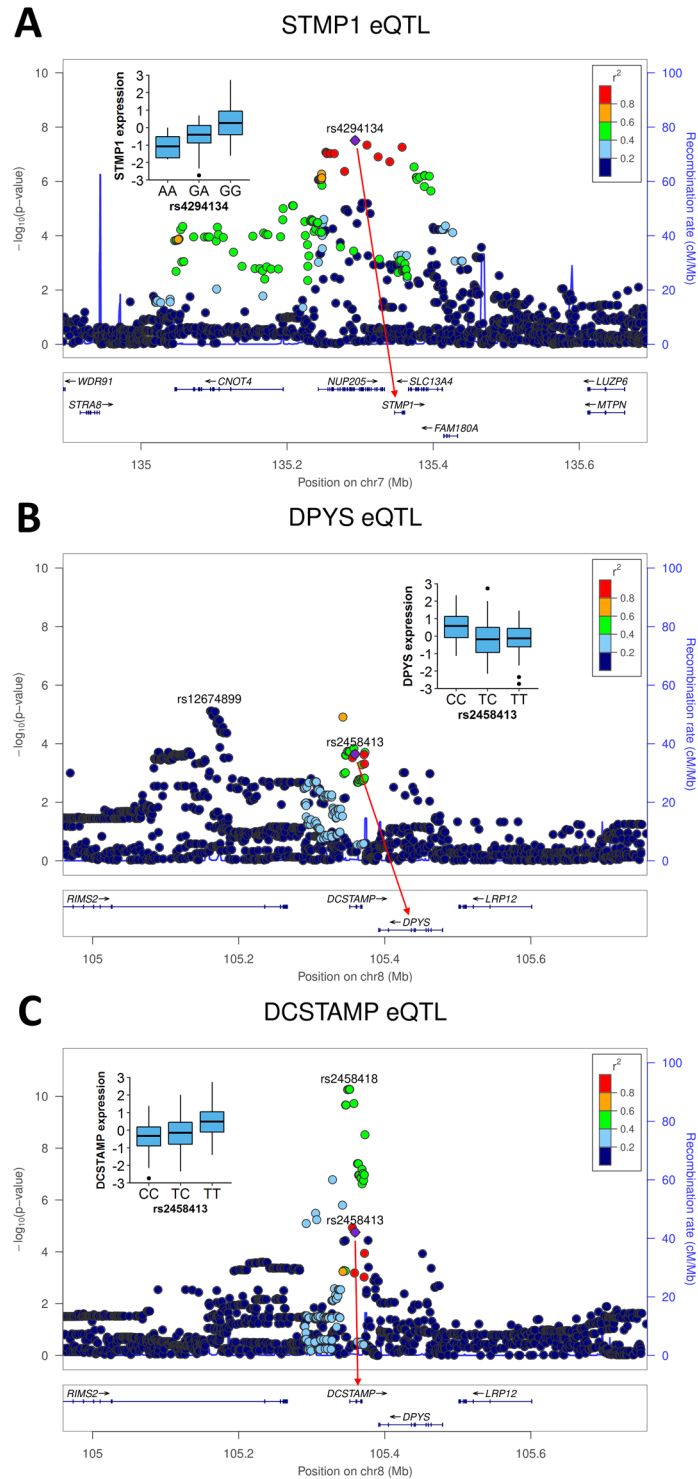 A
STMP1 eQTL
10
8
6
4
2
0
−log10(p−value)
100
80
60
40
20
0
Recombination rate (cM/Mb)
r2
0.8
0.6
0.4
0.2
STMP1 expression
3
2
1
0
-1
-2
-3
AA GA GG
rs4294134
rs4294134
←WDR91
←CNOT4
NUP205→
←SLC13A4
←LUZP6
STRA8→
STMP1→
←MTPN
←FAM180A
135 135.2 135.4 135.6
Position on chr7 (Mb)
B
DPYS eQTL
10
8
6
4
2
0
−log10(p−value)
100
80
60
40
20
0
Recombination rate (cM/Mb)
r2
0.8
0.6
0.4
0.2
DPYS expression
3
2
1
0
-1
-2
-3
CC TC TT
rs2458413
rs12674899
rs2458413
RIMS2→
DCSTAMP→
←LRP12
←DPYS
105 105.2 105.4 105.6
Position on chr8 (Mb)
C
DCSTAMP eQTL
10
8
6
4
2
0
−log10(p−value)
100
80
60
40
20
0
Recombination rate (cM/Mb)
r2
0.8
0.6
0.4
0.2
DCSTAMP expression
3
2
1
0
-1
-2
-3
CC TC TT
rs2458413
rs2458418
rs2458413
RIMS2→
DCSTAMP→
←LRP12
←DPYS
105 105.2 105.4 105.6
Position on chr8 (Mb)